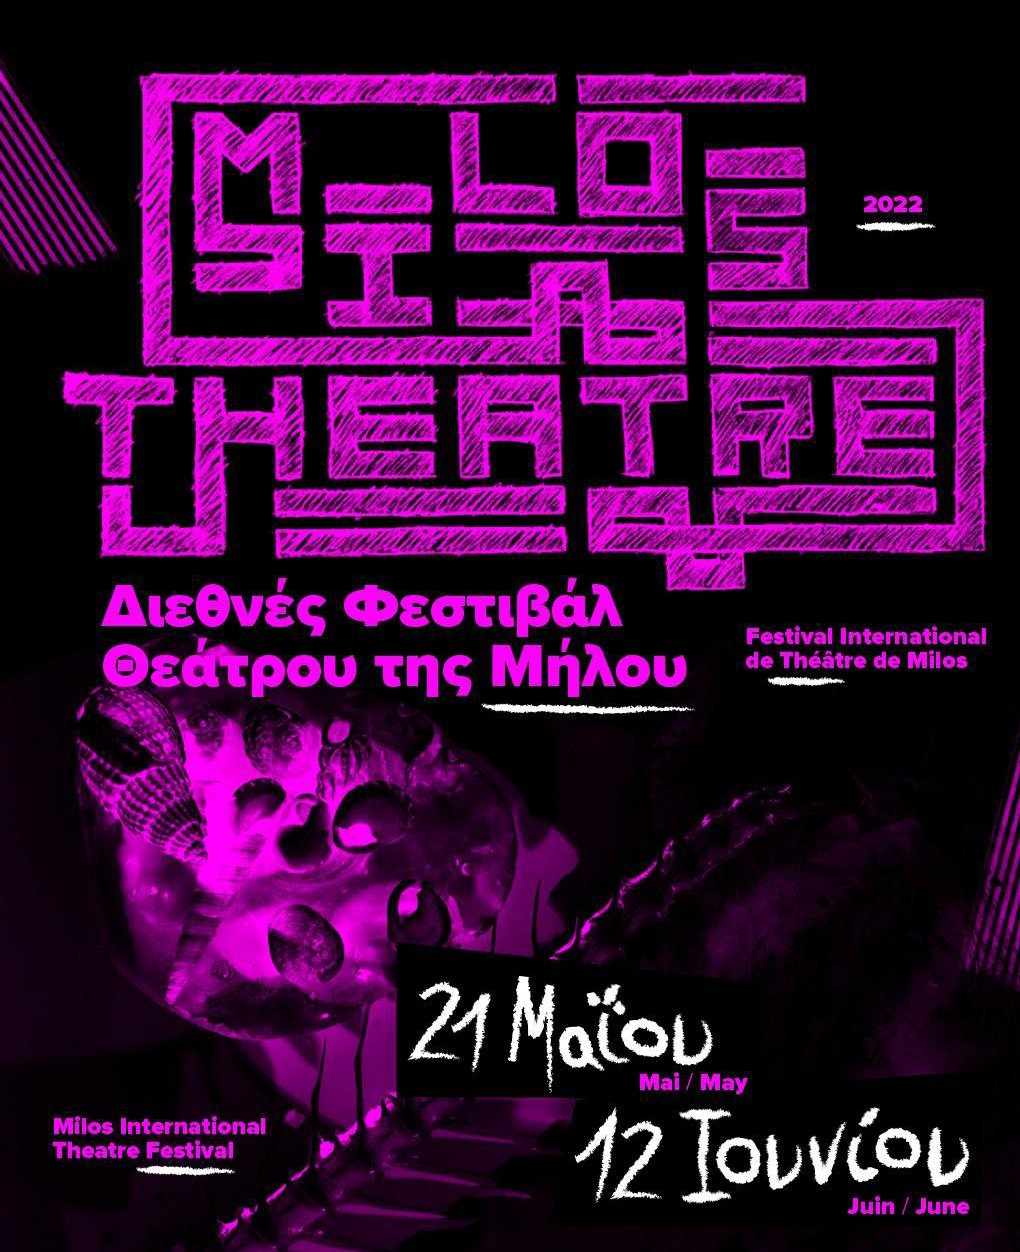 MILOS
THEATRE
2022
Διεθνές Φεστιβάλ
Θεάτρου της Μήλου
Festival International
de Théâtre de Milos
21 Μαΐου
Mai / May
12 Ιουνίου
Juin / June
Milos International
Theatre Festival